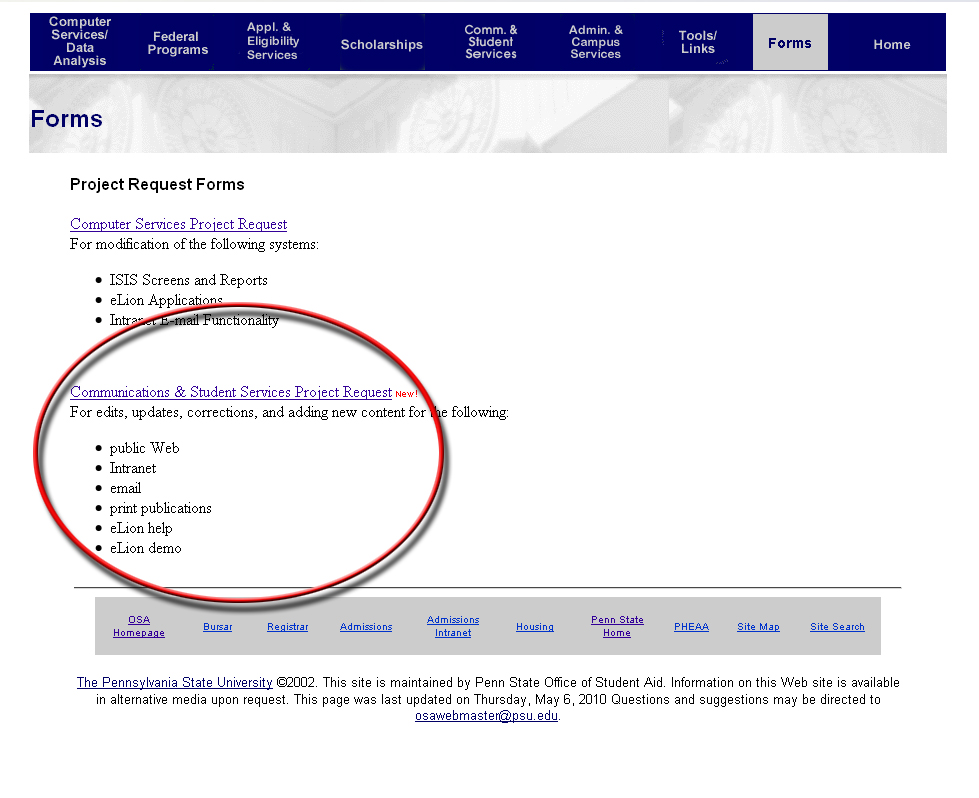 Computer
Services/
Data
Analysis
Federal
Programs
Appl. &
Eligibility
Services
Scholarships
Comm. &
Student
Services
Admin. &
Campus
Services
Tools/
Links
Forms
Home
Forms
Project Request Forms
Computer Services Project Request
For modification of the following systems:
ISIS Screens and Reports
eLion Applications
Intranet E-mail Functionality
Communications & Student Services Project Request New!
For edits, updates, corrections, and adding new content for the following:
public Web
Intranet
email
print publications
eLion help
eLion demo
OSA
Homepage
Bursar
Registrar
Admissions
Admissions
Intranet
Housing
Penn State
Home
PHEAA
Site Map
Site Search
The Pennsylvania State University ©2002. This site is maintained by Penn State Office of Student Aid. Information on this Web site is available
in alternative media upon request. This page was last updated on Thursday, May 6, 2010 Questions and suggestions may be directed to
osawebmaster@psu.edu.